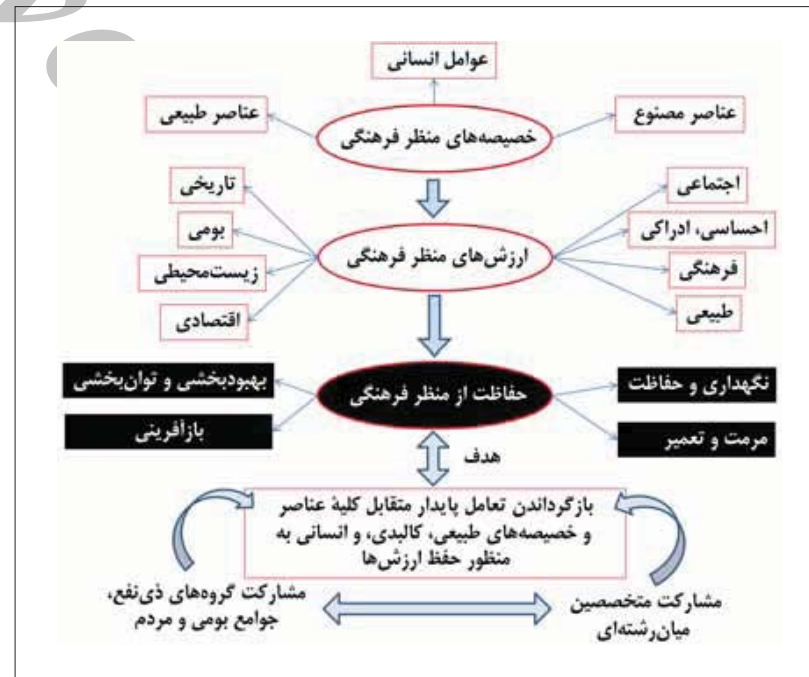 عوامل انسانی
عناصر مصنوع
خصیصه‌های منظر فرهنگی
عناصر طبیعی
اجتماعی
احساسی، ادراکی
فرهنگی
طبیعی
ارزش‌های منظر فرهنگی
تاریخی
بومی
زیست‌محیطی
اقتصادی
نگهداری و حفاظت
مرمت و تعمیر
حفاظت از منظر فرهنگی
بهبودبخشی و توان‌بخشی
بازآفرینی
هدف
بازگرداندن تعامل پایدار متقابل کلیهٔ عناصر
و خصیصه‌های طبیعی، کالبدی، و انسانی به
منظور حفظ ارزش‌ها
مشارکت متخصصین
میان‌رشته‌ای
مشارکت گروه‌های ذی‌نفع،
جوامع بومی و مردم